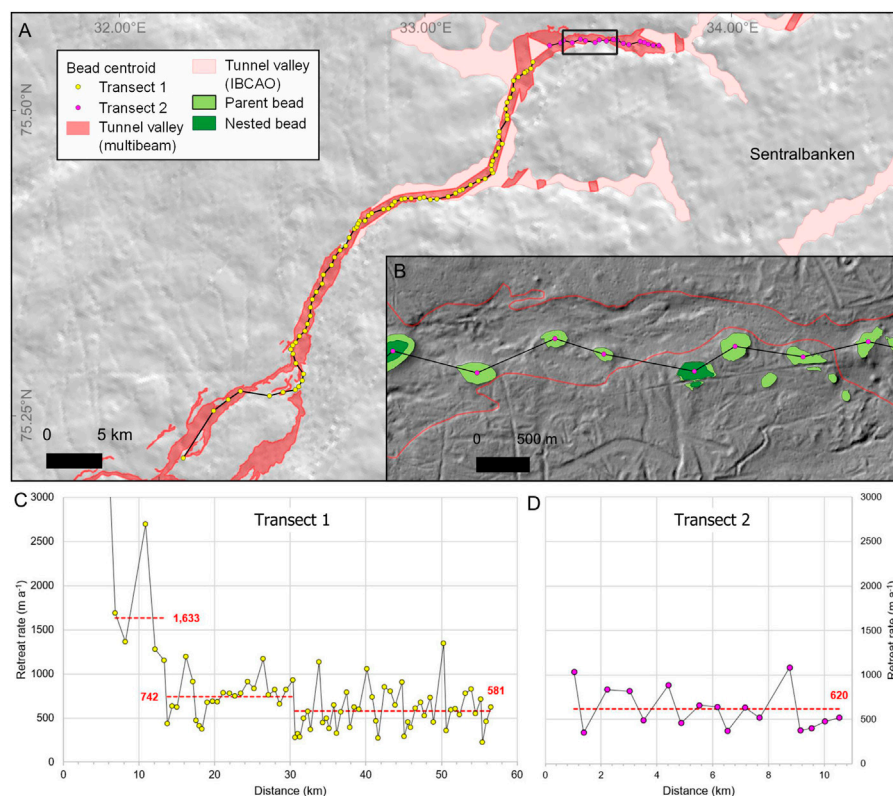 A
32.00°E
33.00°E
34.00°E
75.50°N
75.25°N
Bead centroid
Transect 1
Transect 2
Tunnel valley
(multibeam)
Tunnel valley
(IBCAO)
Parent bead
Nested bead
Sentralbanken
0 5 km
B
0 500 m
C
Transect 1
Retreat rate (m a⁻¹)
3000
2500
2000
1500
1000
500
0
1,633
742
581
0 10 20 30 40 50 60
Distance (km)
D
Transect 2
620
0 2 4 6 8 10
Distance (km)
3000
2500
2000
1500
1000
500
0
Retreat rate (m a⁻¹)